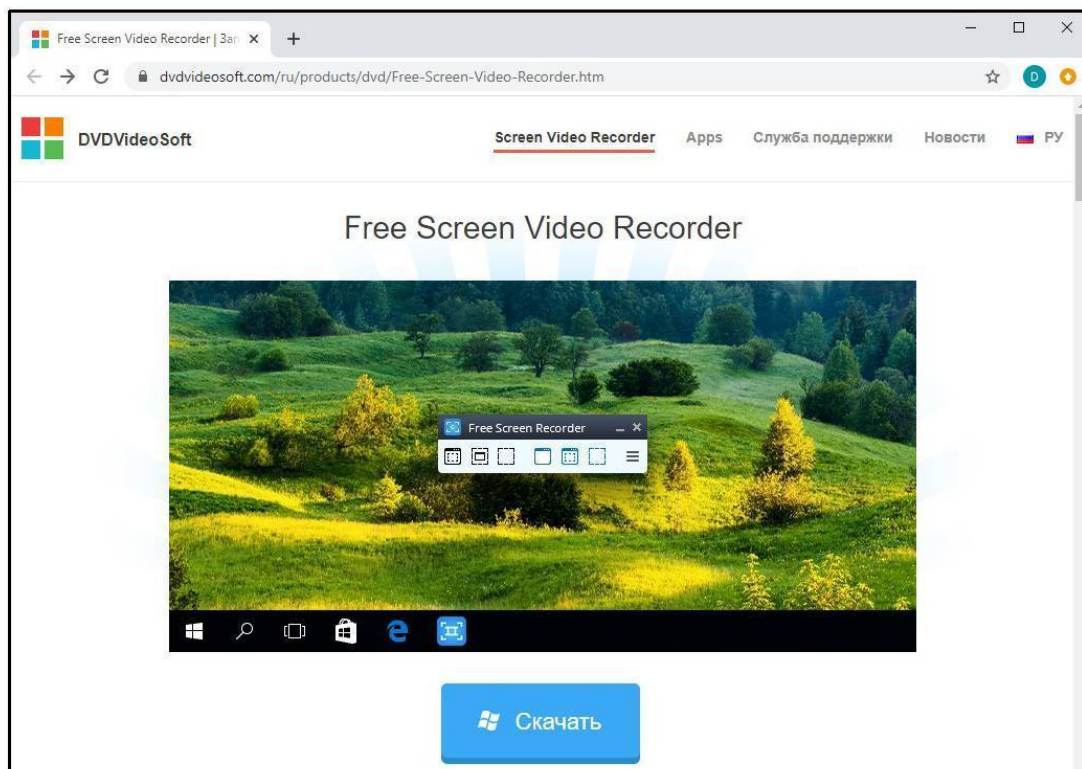 Free Screen Video Recorder | Зап
dvdvideosoft.com/ru/products/dvd/Free-Screen-Video-Recorder.htm
D
DVDVideoSoft
Screen Video Recorder Apps Служба поддержки Новости РУ
Free Screen Video Recorder
Free Screen Recorder
Скачать